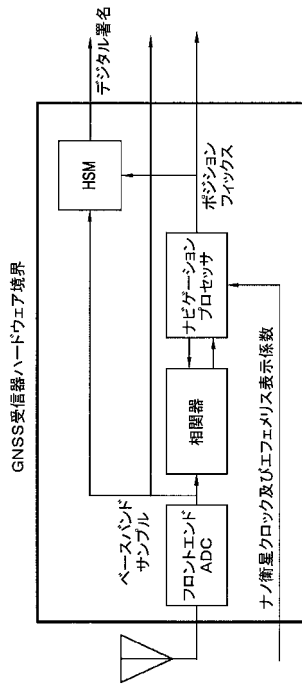 GNSS受信器ハードウェア境界
HSM
デジタル署名
ベースバンド
サンプル
フロントエンド
ADC
相関器
ナビゲーション
プロセッサ
ポジション
フィックス
ナノ衛星クロック及びエフェメリス表示係数